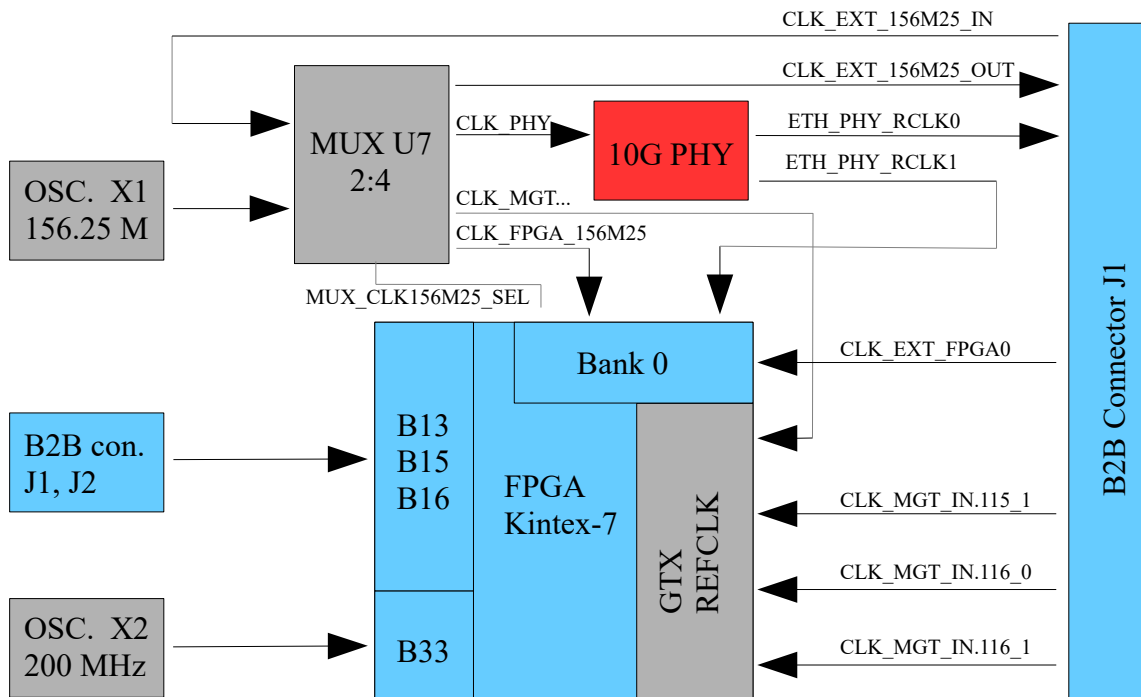 CLK_EXT_156M25_IN
CLK_EXT_156M25_OUT
MUX U7
2:4
CLK_PHY
10G PHY
ETH_PHY_RCLK0
ETH_PHY_RCLK1
OSC. X1
156.25 M
CLK_MGT...
CLK_FPGA_156M25
MUX_CLK156M25_SEL
B2B Connector J1
Bank 0
CLK_EXT_FPGA0
B2B con.
J1, J2
B13
B15
B16
FPGA
Kintex-7
GTX
REFCLK
CLK_MGT_IN.115_1
CLK_MGT_IN.116_0
CLK_MGT_IN.116_1
OSC. X2
200 MHz
B33